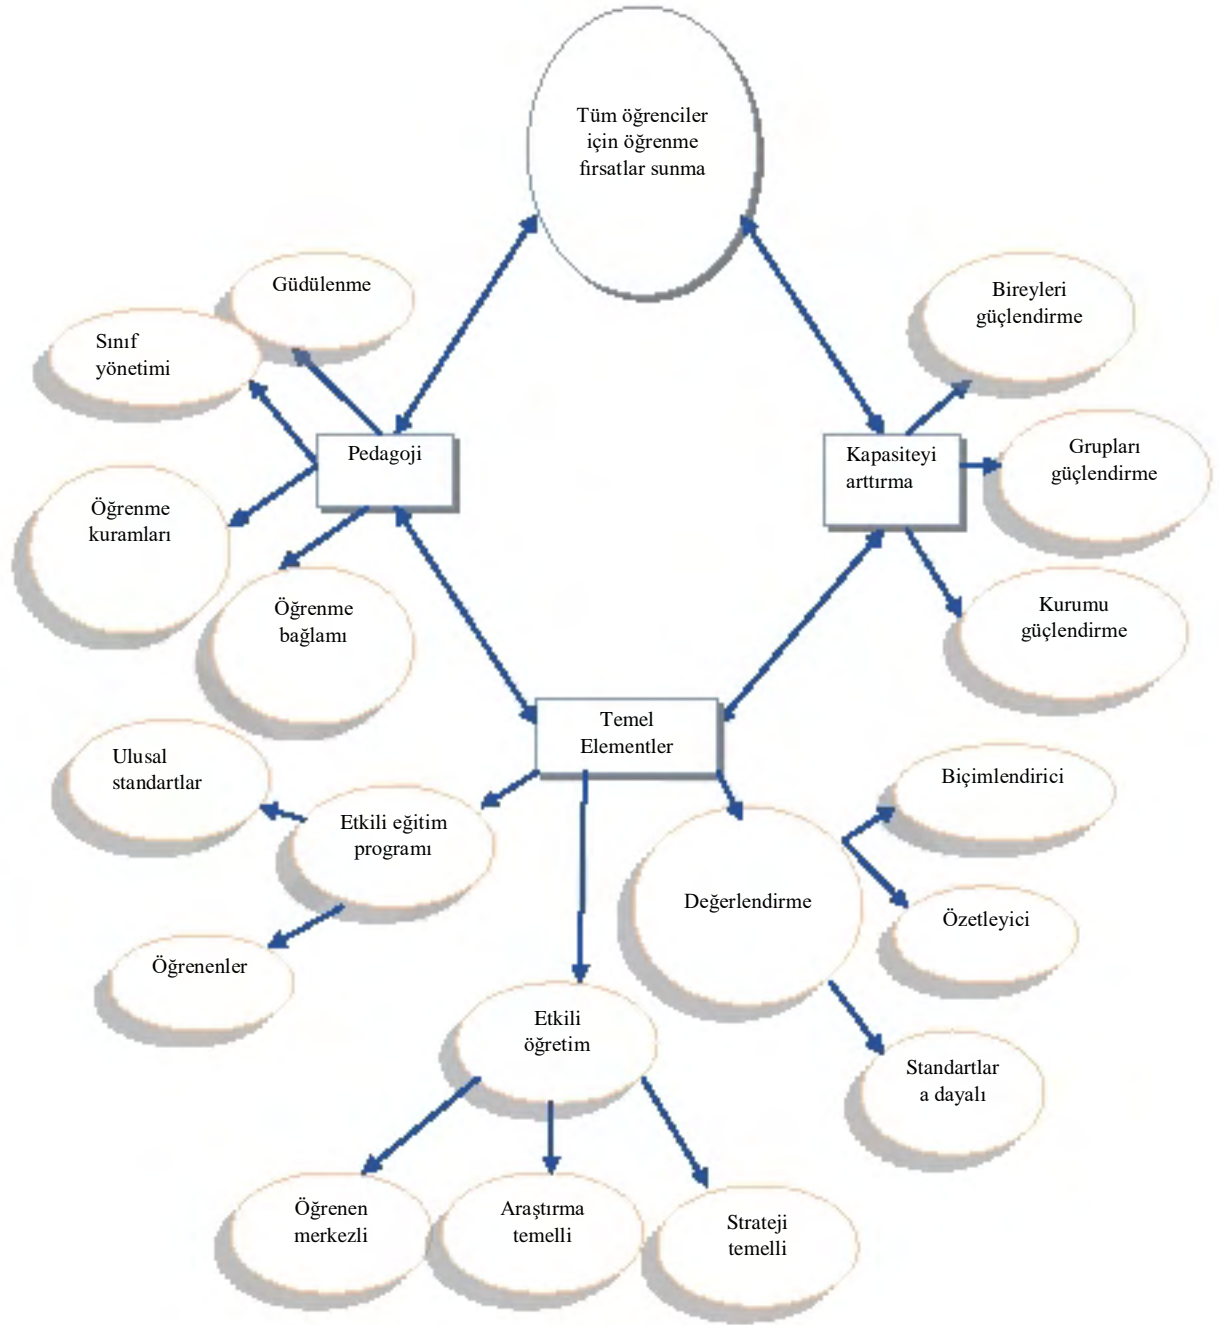 Tüm öğrenciler
için öğrenme
fırsatlar sunma
Güdülenme
Sınıf
yönetimi
Bireyleri
güçlendirme
Pedagoji
Kapasiteyi
arttırma
Grupları
güçlendirme
Öğrenme
kuramları
Öğrenme
bağlamı
Kurumu
güçlendirme
Temel
Elementler
Ulusal
standartlar
Etkili eğitim
programı
Biçimlendirici
Değerlendirme
Özetleyici
Öğrenenler
Etkili
öğretim
Standartlar
a dayalı
Öğrenen
merkezli
Araştırma
temelli
Strateji
temelli